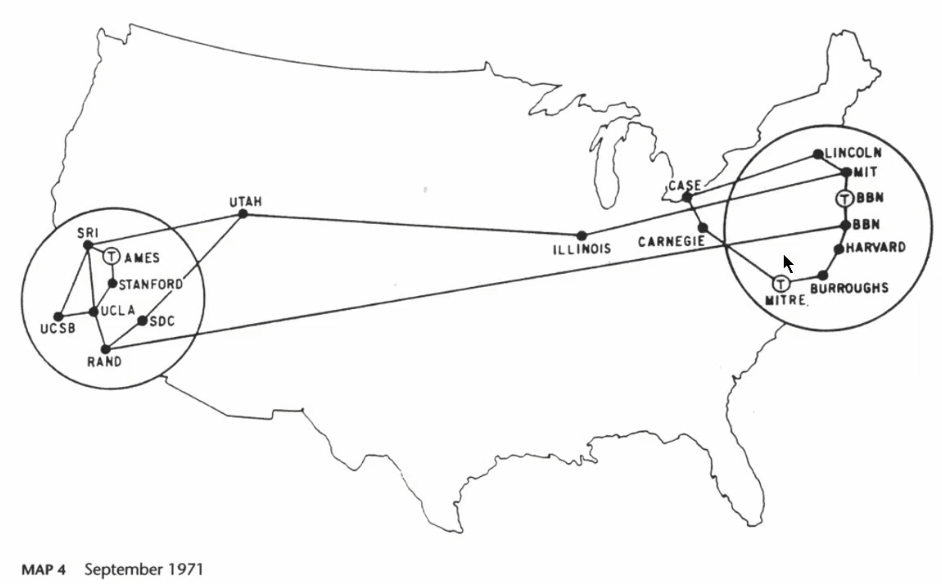 LINCOLN
MIT
T BBN
CASE
UTAH
BBN
SRI
ILLINOIS
CARNEGIE
HARVARD
T AMES
STANFORD
T
BURROUGHS
MITRE
UCLA
SDC
UCSB
RAND
MAP 4 September 1971